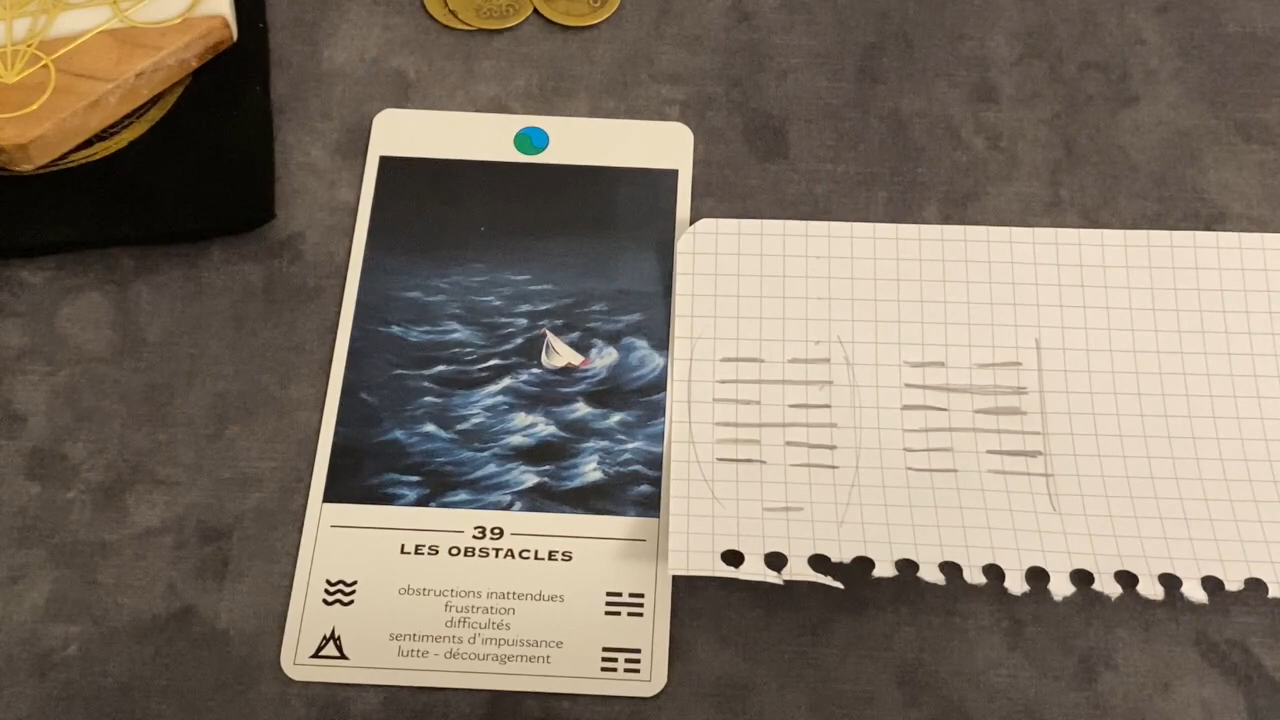 39
LES OBSTACLES
obstructions inattendues
frustration
difficultés
sentiments d'impuissance
lutte - découragement